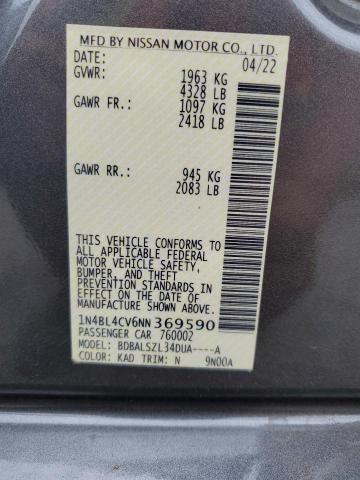 MFD BY NISSAN MOTOR CO., LTD.
DATE: 04/22
GVWR: 1963 KG
4328 LB
GAWR FR: 1097 KG
2418 LB
GAWR RR: 945 KG
2083 LB
THIS VEHICLE CONFORMS TO
ALL APPLICABLE FEDERAL
MOTOR VEHICLE SAFETY,
BUMPER, AND THEFT
PREVENTION STANDARDS IN
EFFECT ON THE DATE OF
MANUFACTURE SHOWN ABOVE.
1N4BL4CV6NN369590
PASSENGER CAR 760002
MODEL: BDBALSZL34DUA----A
COLOR: KAD TRIM: N 9N00A